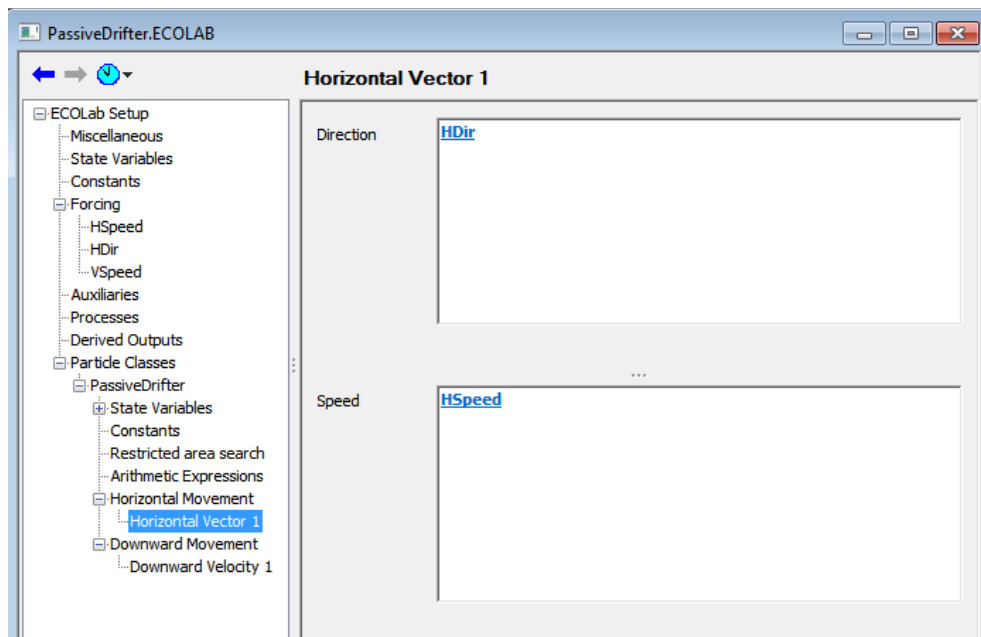 PassiveDrifter.ECOLAB
Horizontal Vector 1
ECOLab Setup
Miscellaneous
State Variables
Constants
Forcing
HSpeed
HDir
VSpeed
Auxiliaries
Processes
Derived Outputs
Particle Classes
PassiveDrifter
State Variables
Constants
Restricted area search
Arithmetic Expressions
Horizontal Movement
Horizontal Vector 1
Downward Movement
Downward Velocity 1
Direction
HDir
...
Speed
HSpeed